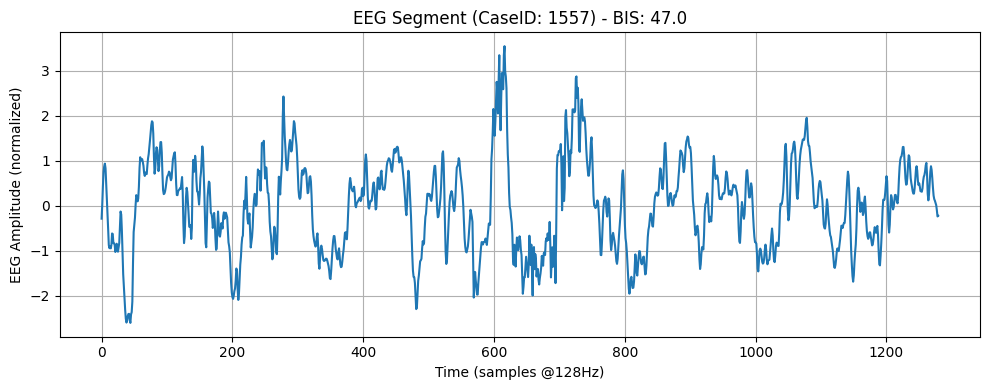 EEG Segment (CaseID: 1557) - BIS: 47.0
EEG Amplitude (normalized)
3
2
1
0
−1
−2
0 200 400 600 800 1000 1200
Time (samples @128Hz)